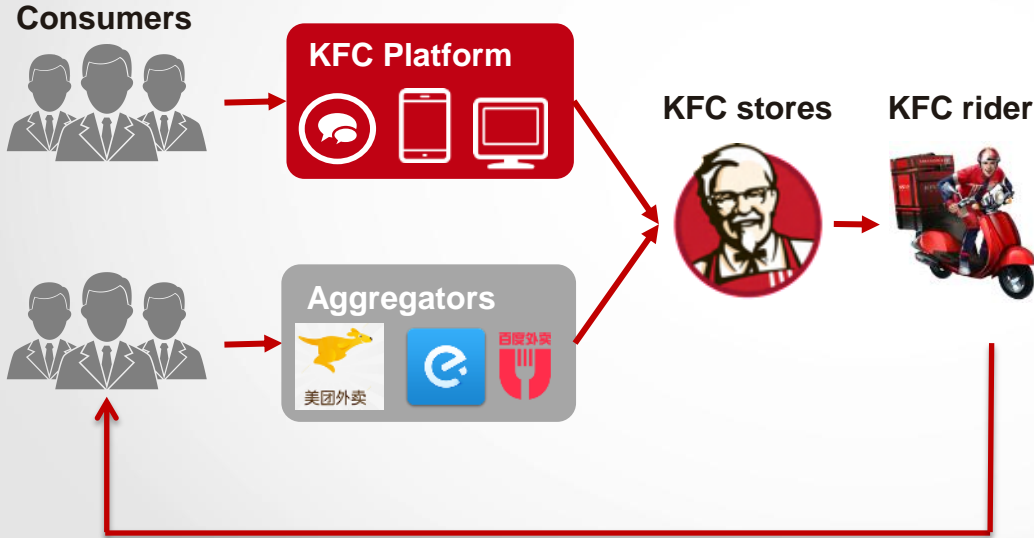 Consumers
KFC Platform
KFC stores
KFC rider
Aggregators
美团外卖
百度外卖